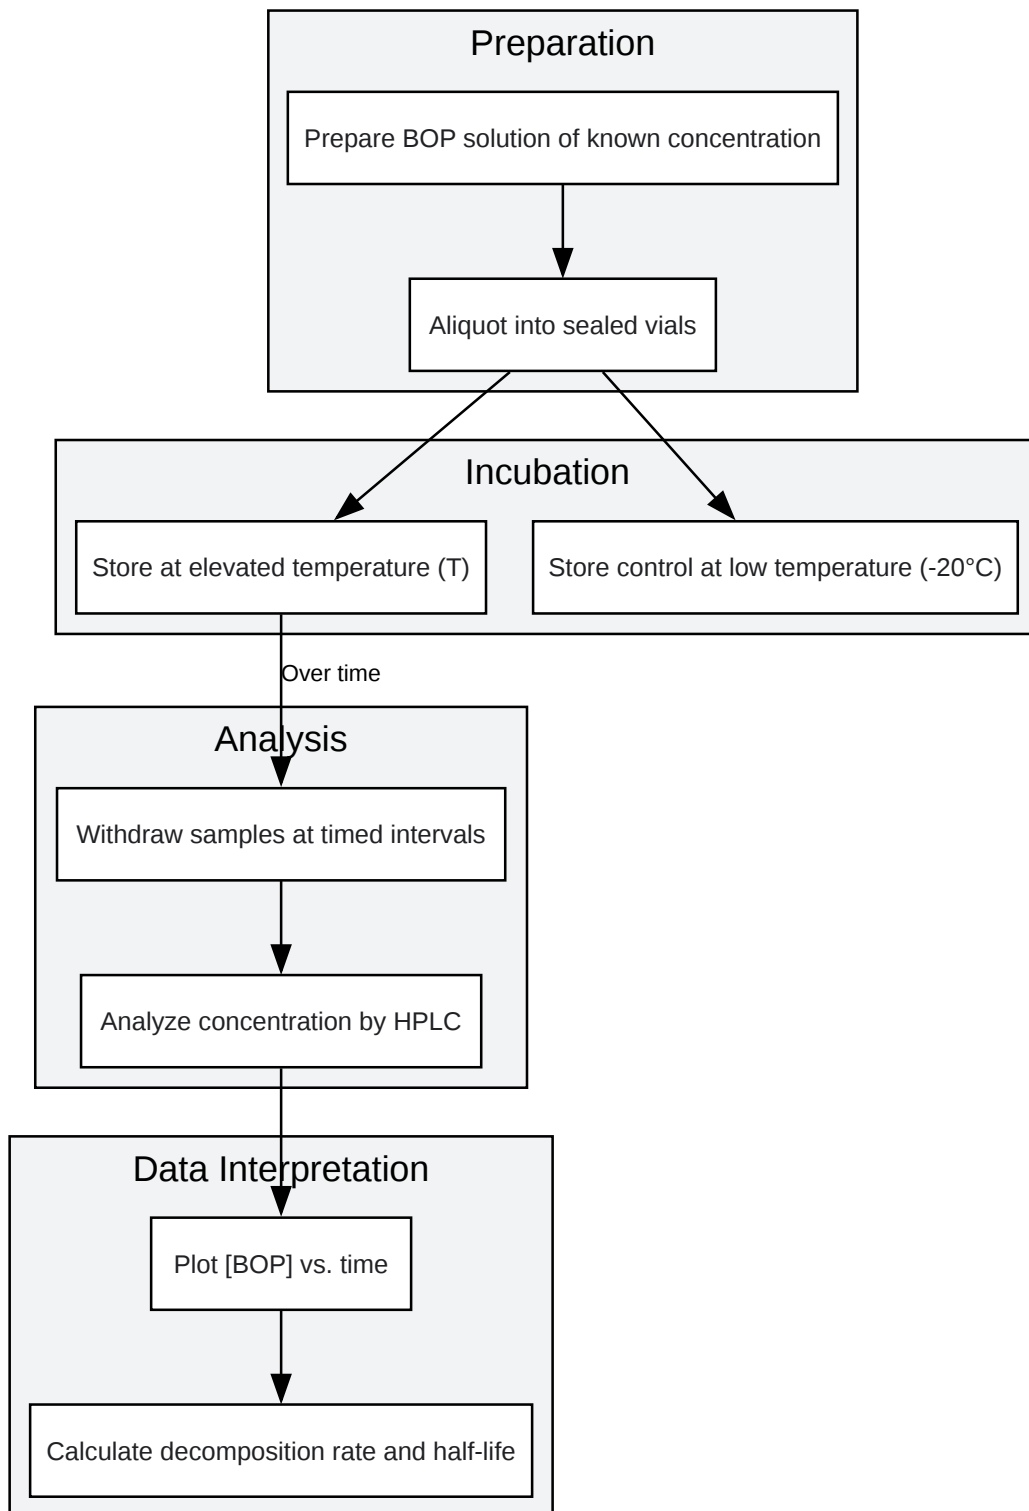 Preparation
Prepare BOP solution of known concentration
Aliquot into sealed vials
Incubation
Store at elevated temperature (T)
Store control at low temperature (-20°C)
Over time
Analysis
Withdraw samples at timed intervals
Analyze concentration by HPLC
Data Interpretation
Plot [BOP] vs. time
Calculate decomposition rate and half-life